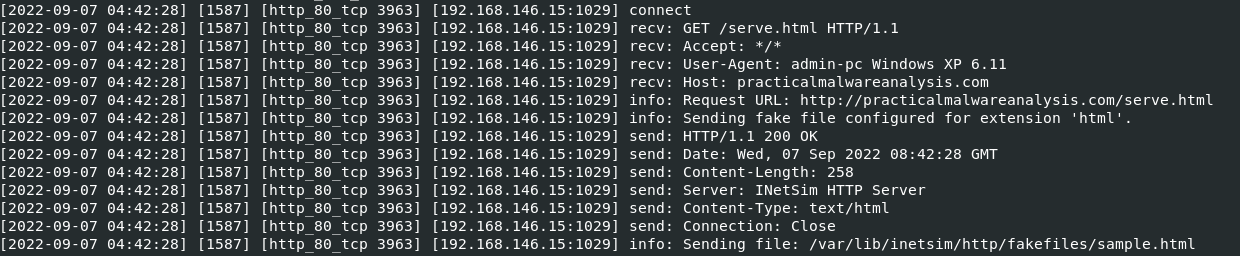 [2022-09-07 04:42:28] [1587] [http_80_tcp 3963] [192.168.146.15:1029] connect
[2022-09-07 04:42:28] [1587] [http_80_tcp 3963] [192.168.146.15:1029] recv: GET /serve.html HTTP/1.1
[2022-09-07 04:42:28] [1587] [http_80_tcp 3963] [192.168.146.15:1029] recv: Accept: */*
[2022-09-07 04:42:28] [1587] [http_80_tcp 3963] [192.168.146.15:1029] recv: User-Agent: admin-pc Windows XP 6.11
[2022-09-07 04:42:28] [1587] [http_80_tcp 3963] [192.168.146.15:1029] recv: Host: practicalmalwareanalysis.com
[2022-09-07 04:42:28] [1587] [http_80_tcp 3963] [192.168.146.15:1029] info: Request URL: http://practicalmalwareanalysis.com/serve.html
[2022-09-07 04:42:28] [1587] [http_80_tcp 3963] [192.168.146.15:1029] info: Sending fake file configured for extension 'html'.
[2022-09-07 04:42:28] [1587] [http_80_tcp 3963] [192.168.146.15:1029] send: HTTP/1.1 200 OK
[2022-09-07 04:42:28] [1587] [http_80_tcp 3963] [192.168.146.15:1029] send: Date: Wed, 07 Sep 2022 08:42:28 GMT
[2022-09-07 04:42:28] [1587] [http_80_tcp 3963] [192.168.146.15:1029] send: Content-Length: 258
[2022-09-07 04:42:28] [1587] [http_80_tcp 3963] [192.168.146.15:1029] send: Server: INetSim HTTP Server
[2022-09-07 04:42:28] [1587] [http_80_tcp 3963] [192.168.146.15:1029] send: Content-Type: text/html
[2022-09-07 04:42:28] [1587] [http_80_tcp 3963] [192.168.146.15:1029] send: Connection: Close
[2022-09-07 04:42:28] [1587] [http_80_tcp 3963] [192.168.146.15:1029] info: Sending file: /var/lib/inetsim/http/fakefiles/sample.html